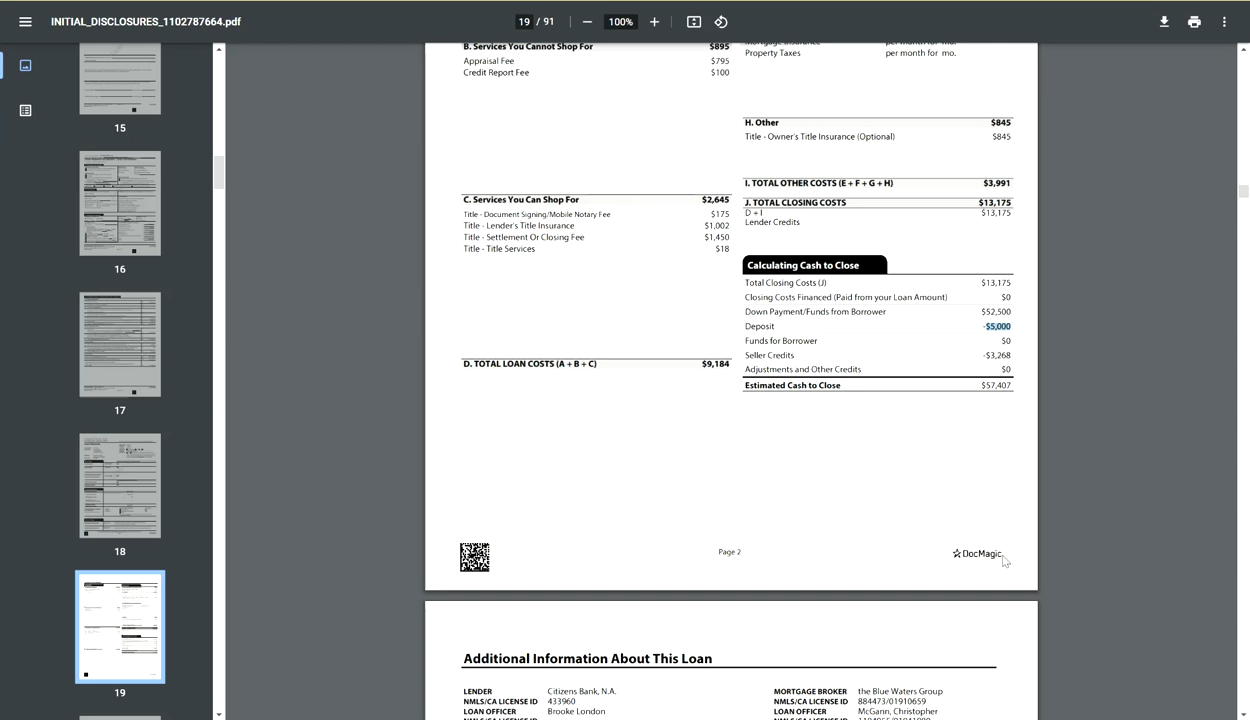 INITIAL_DISCLOSURES_1102787664.pdf
19 / 91
100%
15
16
17
18
19
B. Services You Cannot Shop For $895
Appraisal Fee $795
Credit Report Fee $100
C. Services You Can Shop For $2,645
Title - Document Signing/Mobile Notary Fee $175
Title - Lender's Title Insurance $1,002
Title - Settlement Or Closing Fee $1,450
Title - Title Services $18
D. TOTAL LOAN COSTS (A + B + C) $9,184
Mortgage Insurance per month for mo.
Property Taxes per month for mo.
H. Other $845
Title - Owner's Title Insurance (Optional) $845
I. TOTAL OTHER COSTS (E + F + G + H) $3,991
J. TOTAL CLOSING COSTS $13,175
D + I $13,175
Lender Credits
Calculating Cash to Close
Total Closing Costs (J) $13,175
Closing Costs Financed (Paid from your Loan Amount) $0
Down Payment/Funds from Borrower $52,500
Deposit -$5,000
Funds for Borrower $0
Seller Credits -$3,268
Adjustments and Other Credits $0
Estimated Cash to Close $57,407
Page 2
DocMagic
Additional Information About This Loan
LENDER Citizens Bank, N.A.
NMLS/CA LICENSE ID 433960
LOAN OFFICER Brooke London
MORTGAGE BROKER the Blue Waters Group
NMLS/CA LICENSE ID 884473/01910659
LOAN OFFICER McGann, Christopher